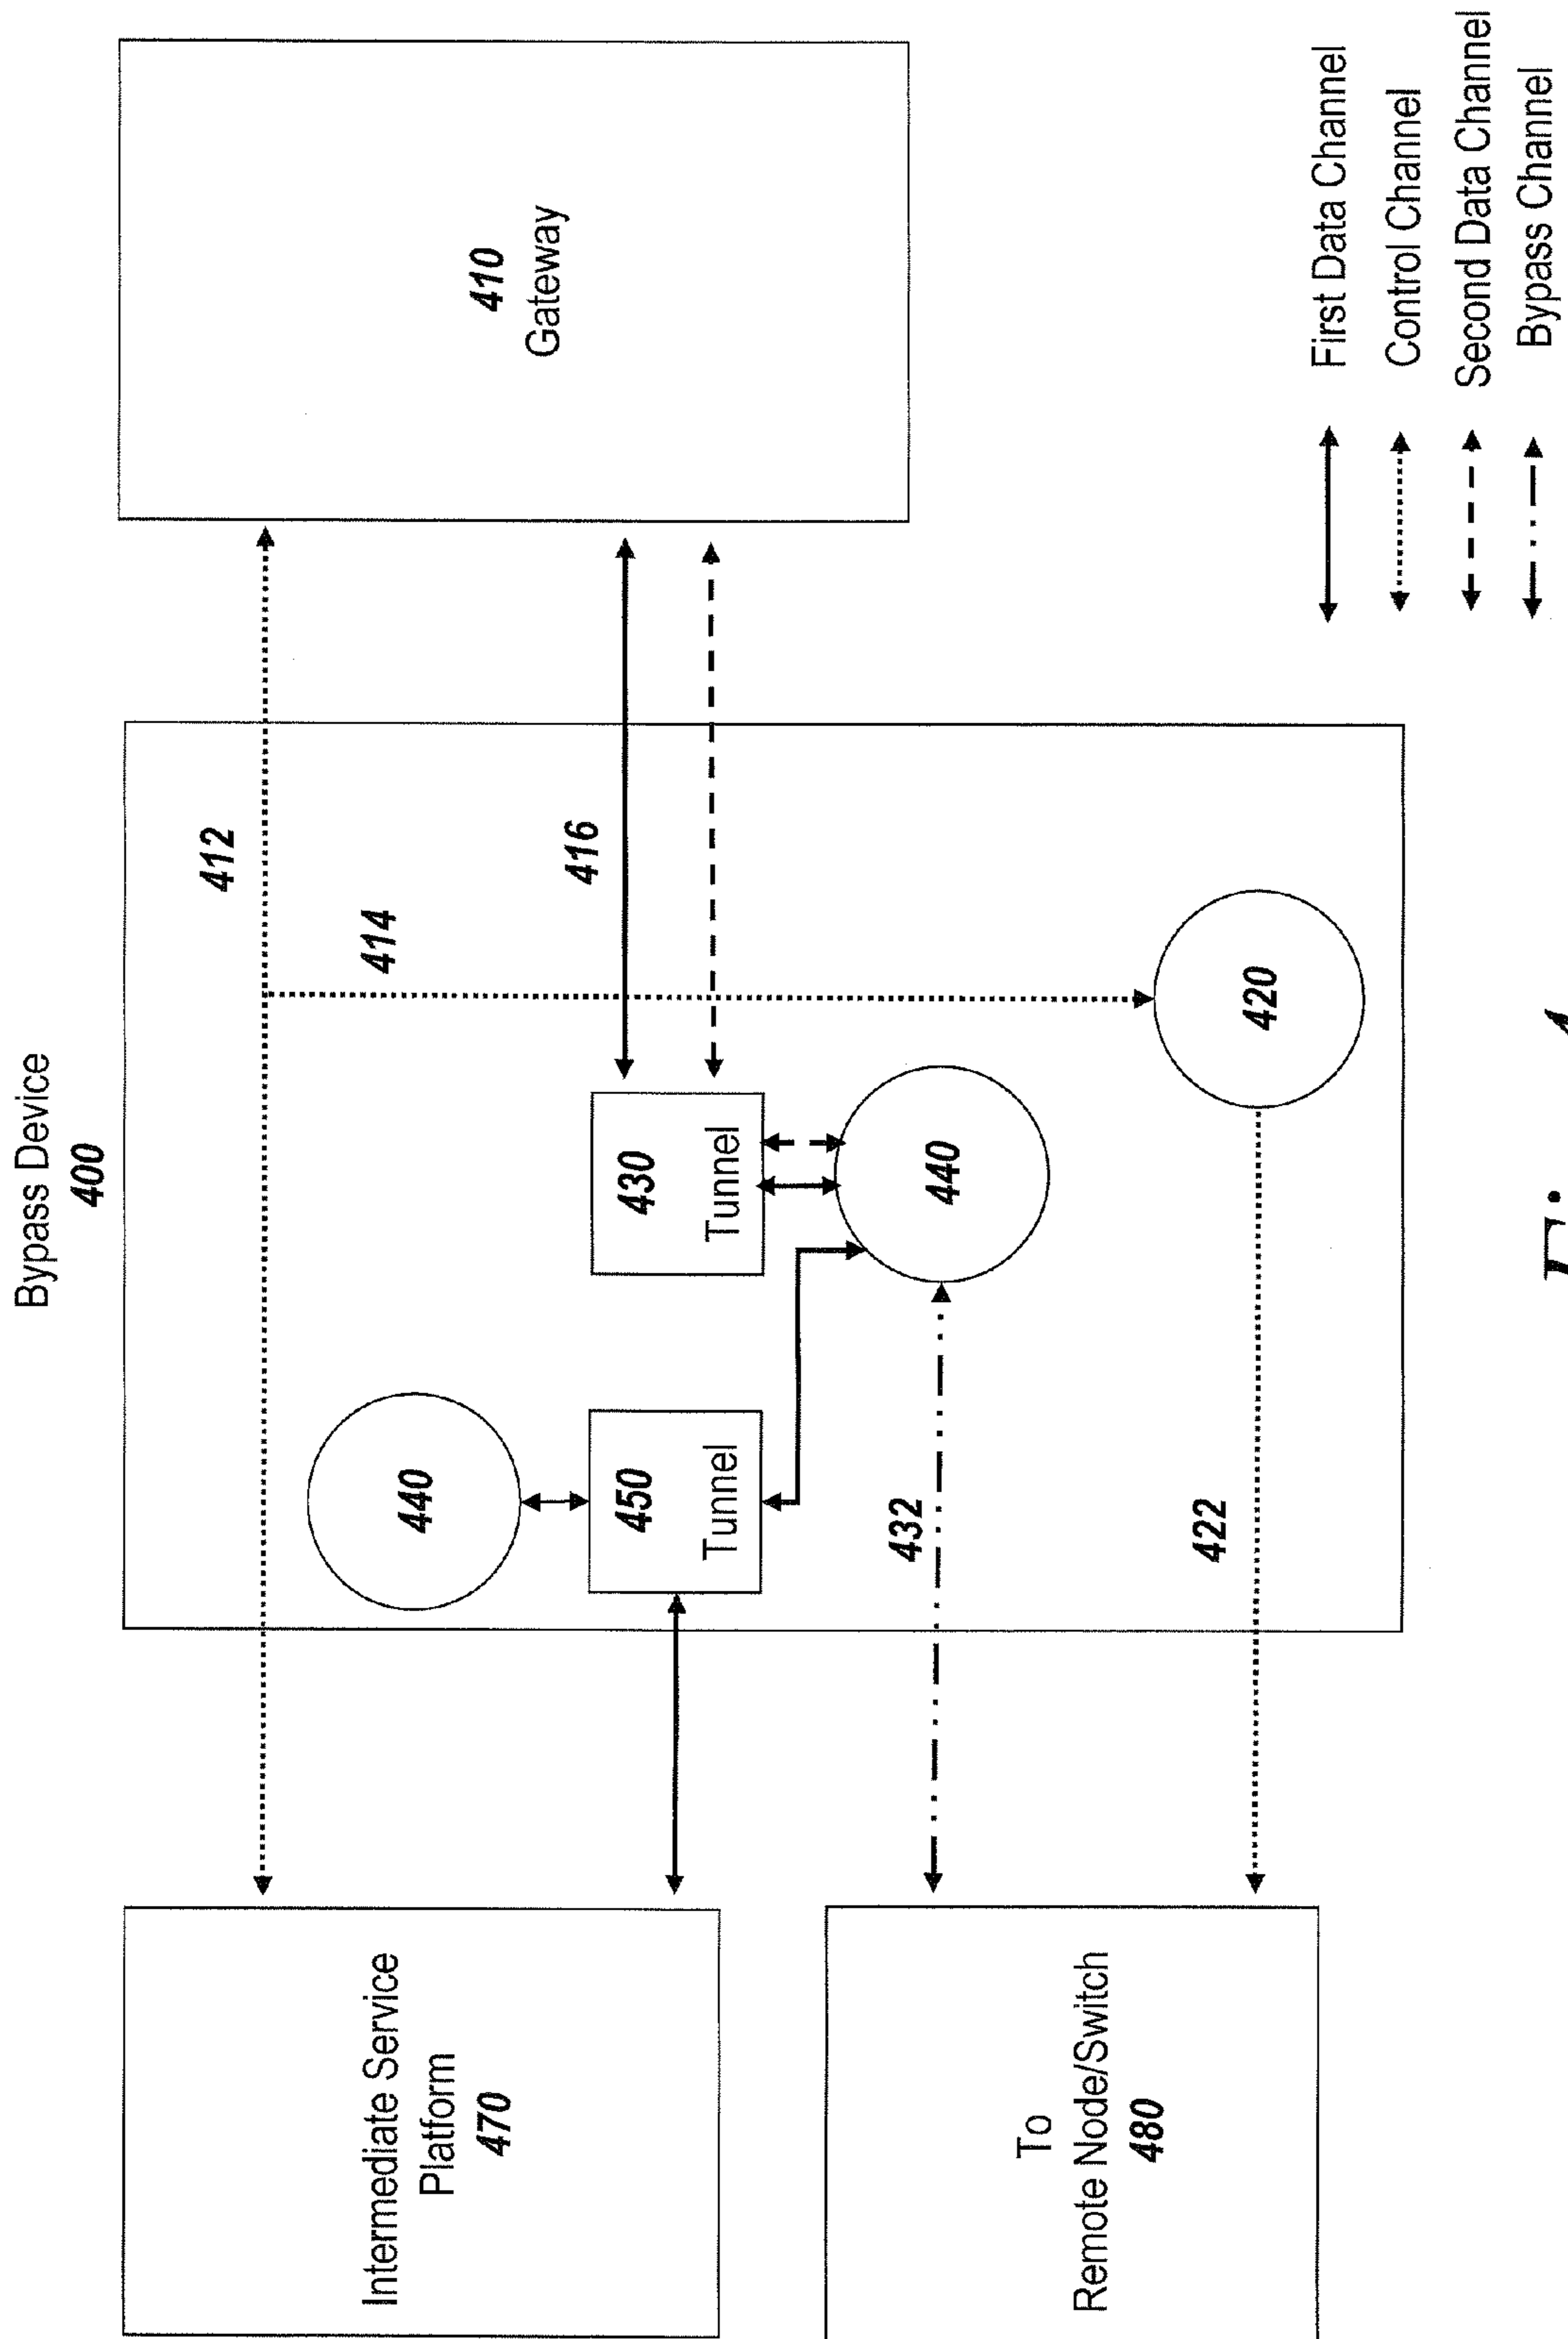 Bypass Device
400
Intermediate Service
Platform
470
412
414
440
416
450
Tunnel
430
Tunnel
410
Gateway
432
440
To
Remote Node/Switch
480
422
420
First Data Channel
Control Channel
Second Data Channel
Bypass Channel